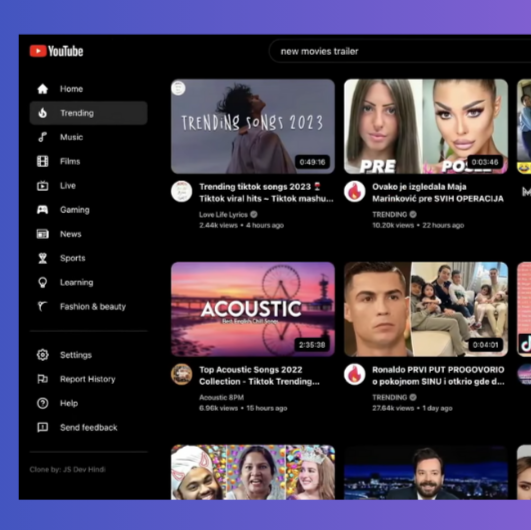 YouTube
new movies trailer
Home
Trending
Music
Films
Live
Gaming
News
Sports
Learning
Fashion & beauty
Settings
Report History
Help
Send feedback
Clone by: JS Dev Hindi
TRENDING SONGS 2023
0:49:16
Trending tiktok songs 2023
Tiktok viral hits ~ Tiktok mashu...
Love Life Lyrics
2.44k views • 4 hours ago
PRE
0:03:46
Ovako je izgledala Maja
Marinković pre SVIH OPERACIJA
TRENDING
10.20k views • 22 hours ago
ACOUSTIC
2:35:38
Top Acoustic Songs 2022
Collection - Tiktok Trending...
Acoustic 8PM
6.96k views • 15 hours ago
0:04:01
Ronaldo PRVI PUT PROGOVORIO
o pokojnom SINU i otkrio gde d...
TRENDING
27.64k views • 1 day ago